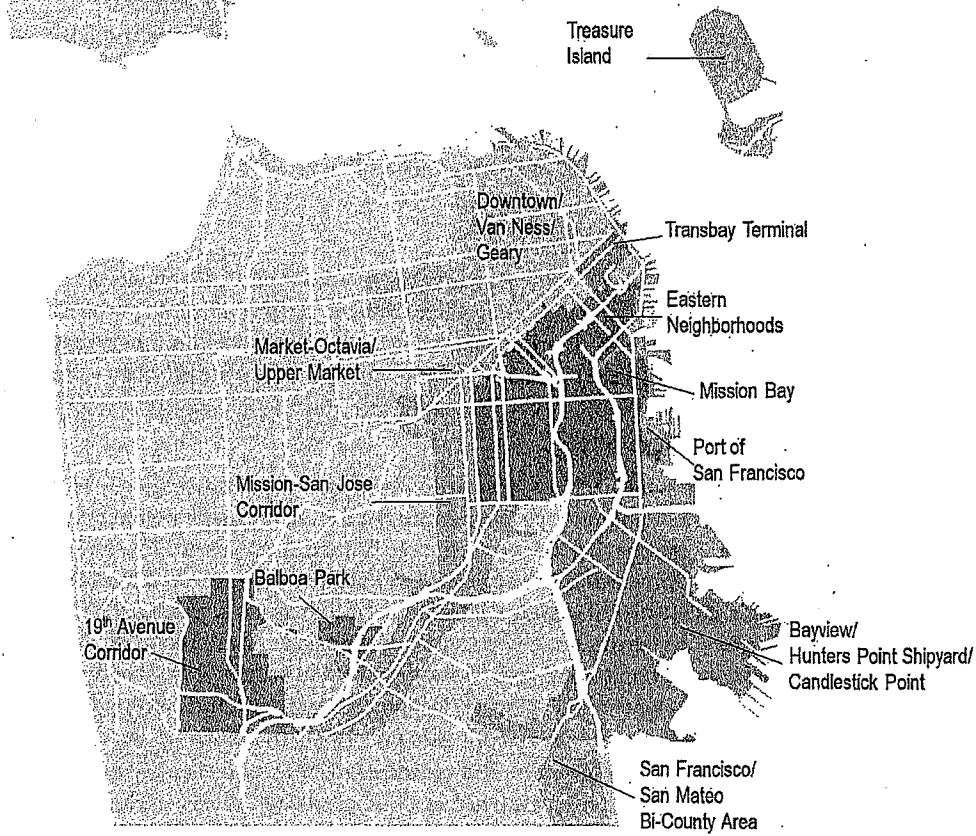 Treasure
Island
Downtown/
Van Ness/
Geary
Transbay Terminal
Eastern
Neighborhoods
Market-Octavia/
Upper Market
Mission Bay
Port of
San Francisco
Mission-San Jose
Corridor
Balboa Park
19th Avenue
Corridor
Bayview/
Hunters Point Shipyard/
Candlestick Point
San Francisco/
San Mateo
Bi-County Area